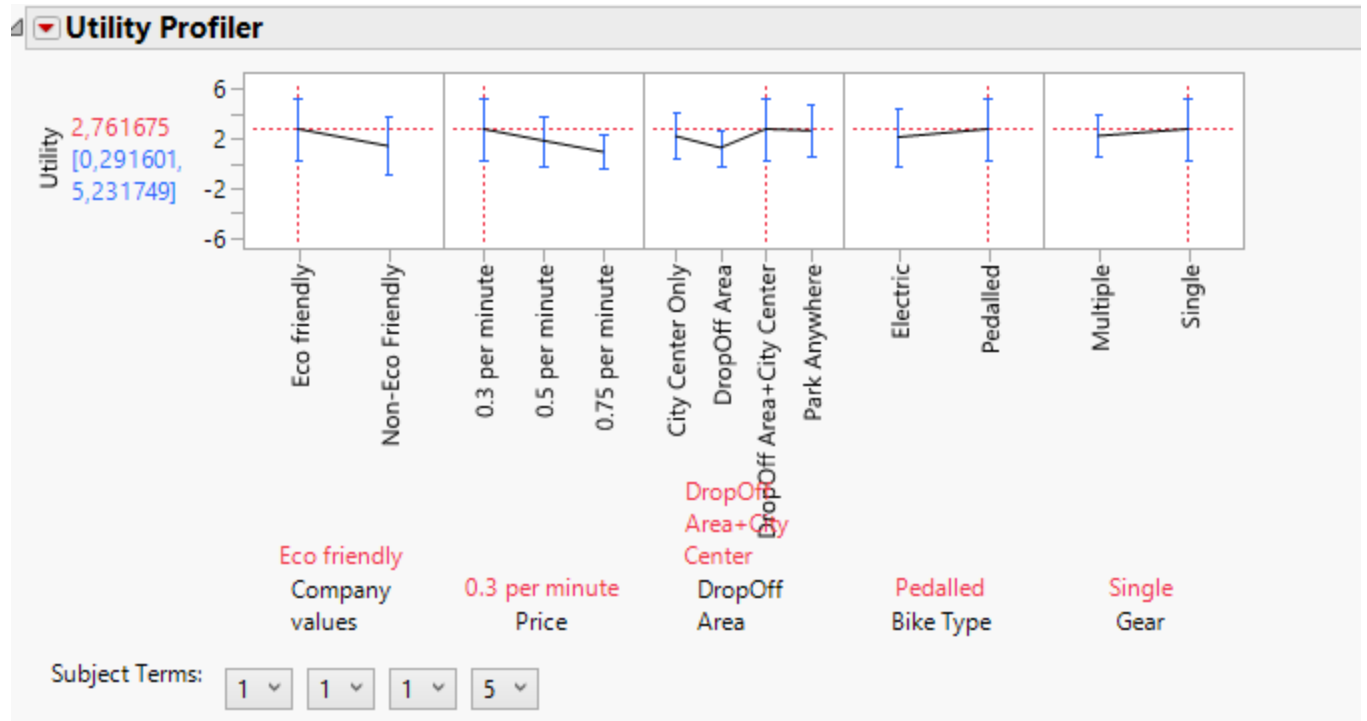 Utility Profiler
Utility
2,761675
[0,291601,
5,231749]
6
2
-2
-6
Eco friendly
Non-Eco Friendly
0.3 per minute
0.5 per minute
0.75 per minute
City Center Only
DropOff Area
DropOff Area+City Center
Park Anywhere
Electric
Pedalled
Multiple
Single
Eco friendly
Company
values
0.3 per minute
Price
DropOff
Area+City
Center
DropOff
Area
Pedalled
Bike Type
Single
Gear
Subject Terms:
1
1
1
5